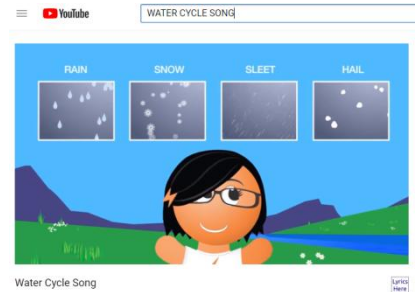 YouTube
WATER CYCLE SONG
RAIN SNOW SLEET HAIL
Water Cycle Song
Lyrics
Here